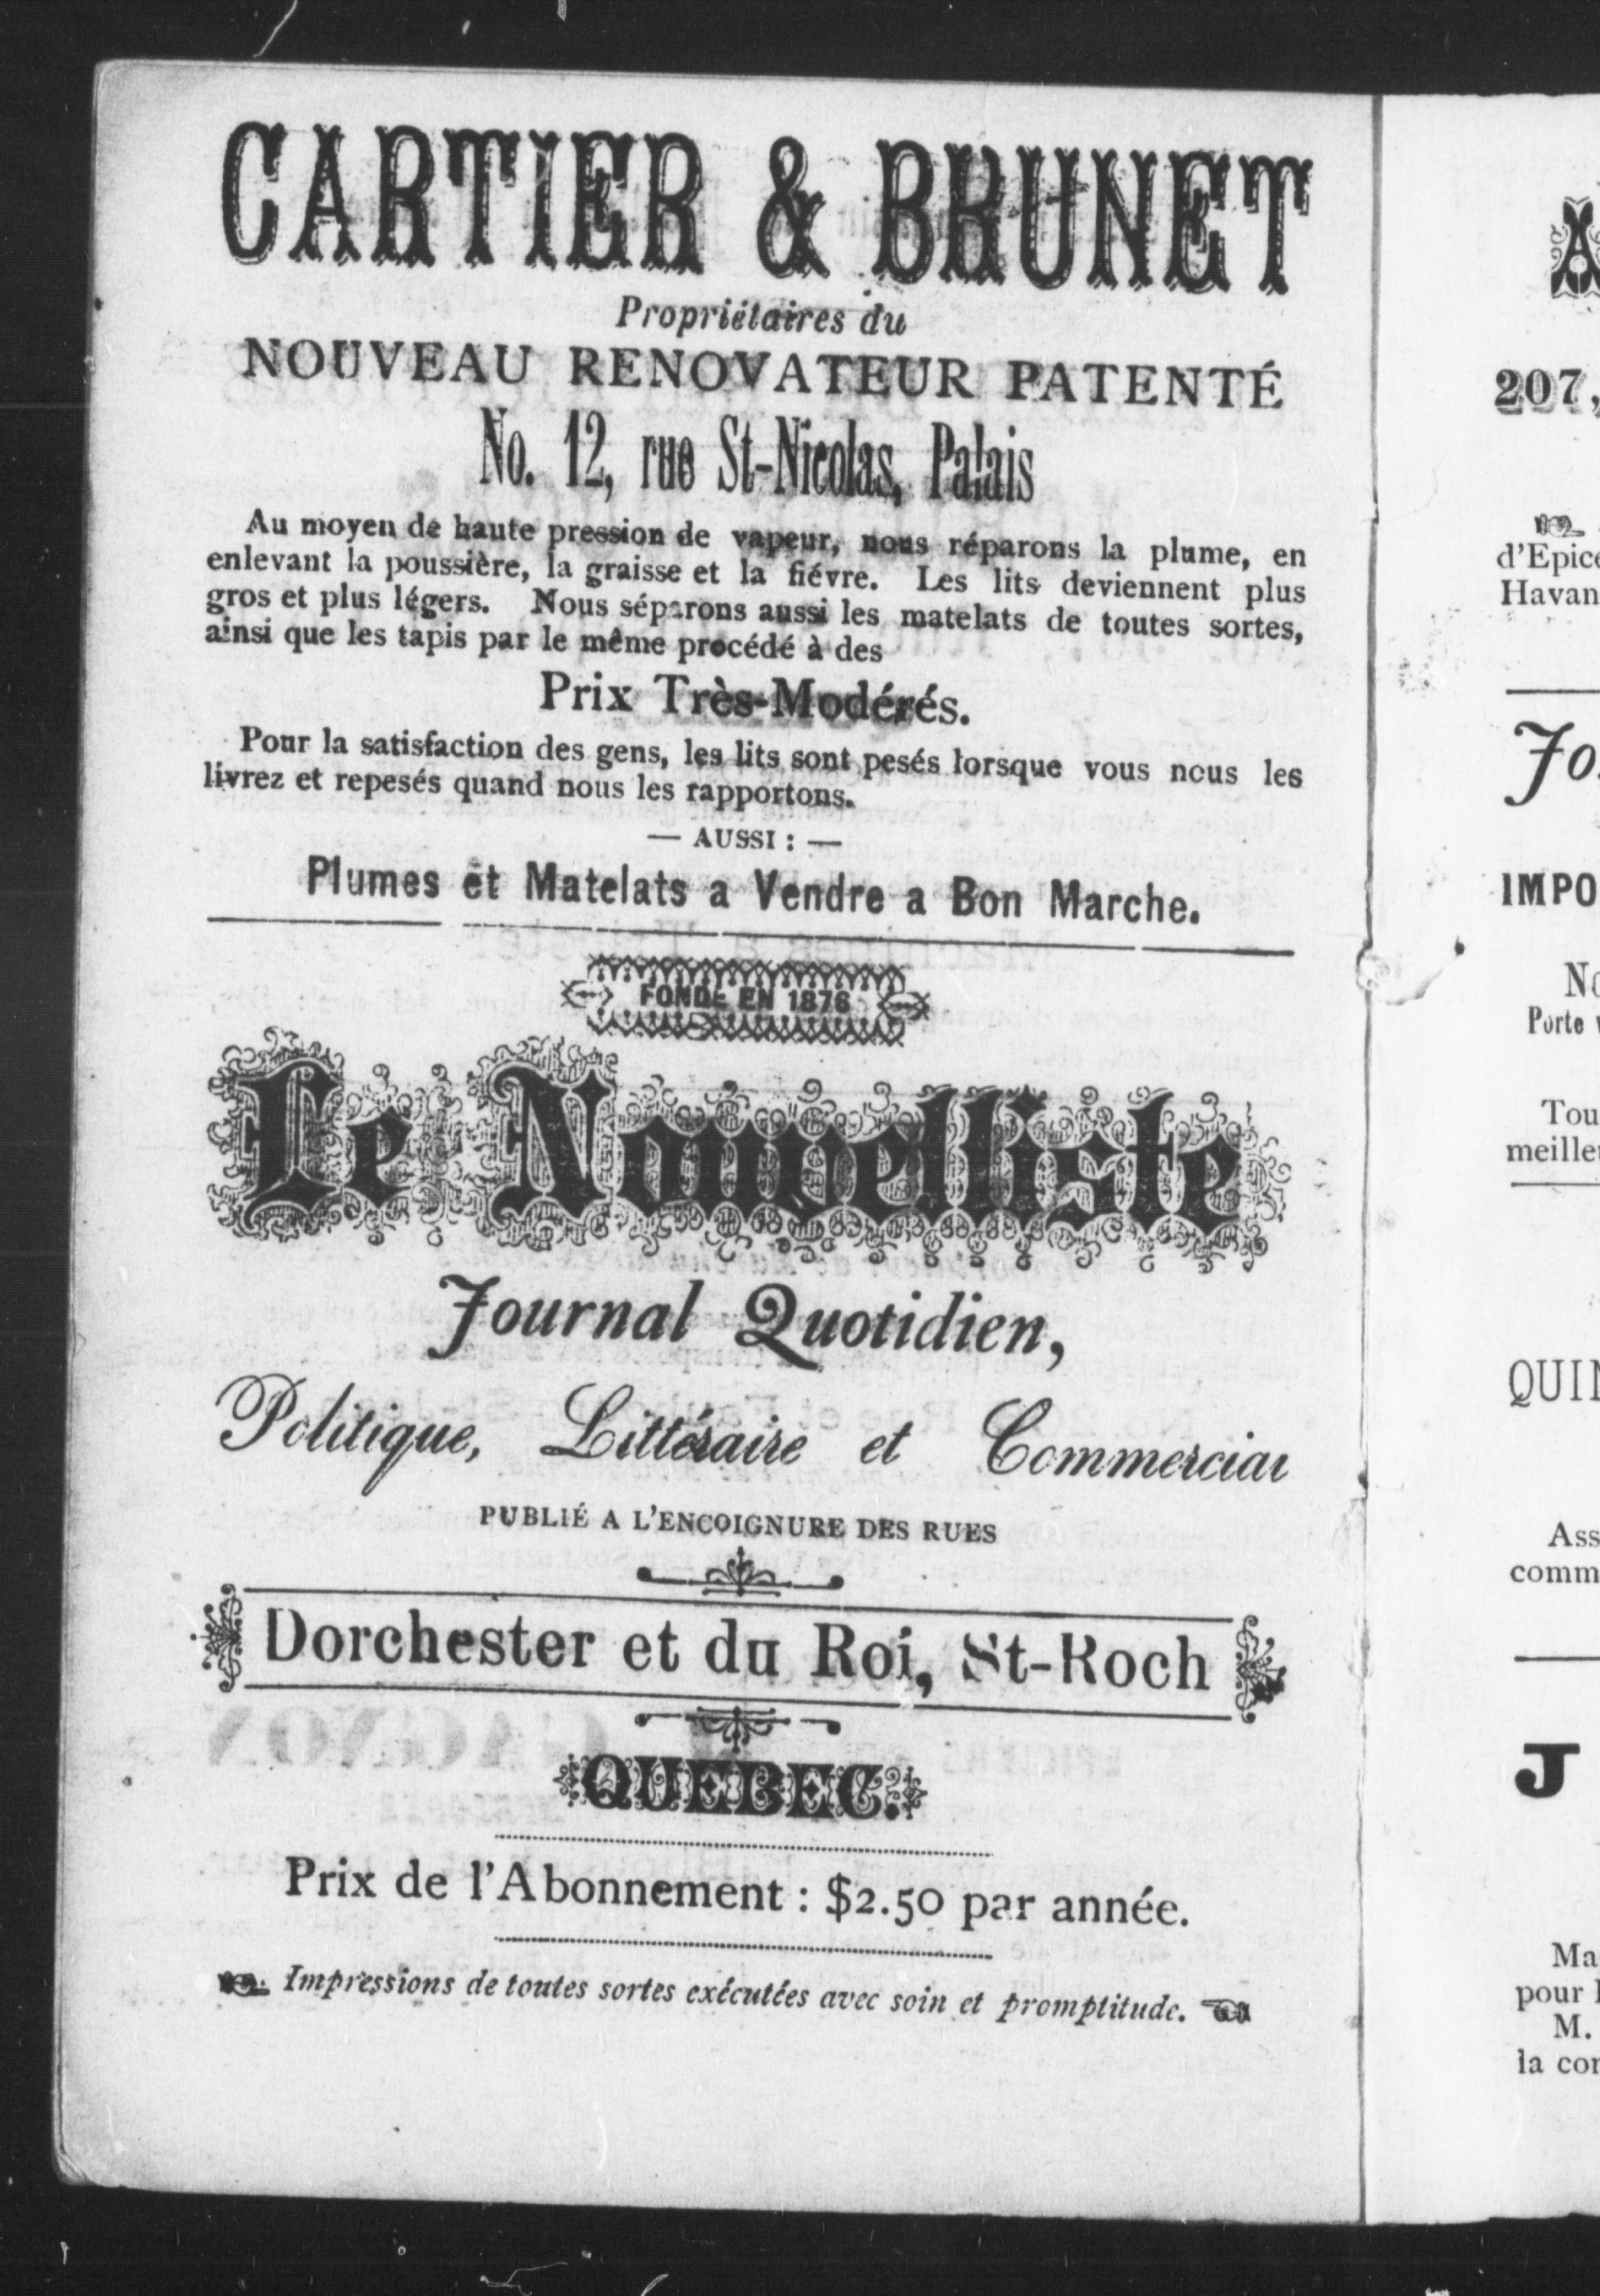 CARTIER & BRUNET
Propriétaires du
NOUVEAU RENOVATEUR PATENTÉ
No. 12, rue St-Nicolas, Palais
Au moyen de haute pression de vapeur, nous réparons la plume, en
enlevant la poussière, la graisse et la fiévre. Les lits deviennent plus
gros et plus légers. Nous séparons aussi les matelats de toutes sortes,
ainsi que les tapis par le même procédé à des
Prix Très-Modérés.
Pour la satisfaction des gens, les lits sont pesés lorsque vous nous les
livrez et repesés quand nous les rapportons.
— AUSSI : —
Plumes et Matelats a Vendre a Bon Marche.
FONDE EN 1876
Le Nouvelliste
Journal Quotidien,
Politique, Littéraire et Commercial
PUBLIÉ A L'ENCOIGNURE DES RUES
Dorchester et du Roi, St-Roch
QUEBEC.
Prix de l'Abonnement : $2.50 par année.
Impressions de toutes sortes exécutées avec soin et promptitude.
A
207,
d'Epic
Havan
Jo
IMPO
No
Porte
Tou
meille
QUIN
Ass
comm
J
Ma
pour
M.
la con